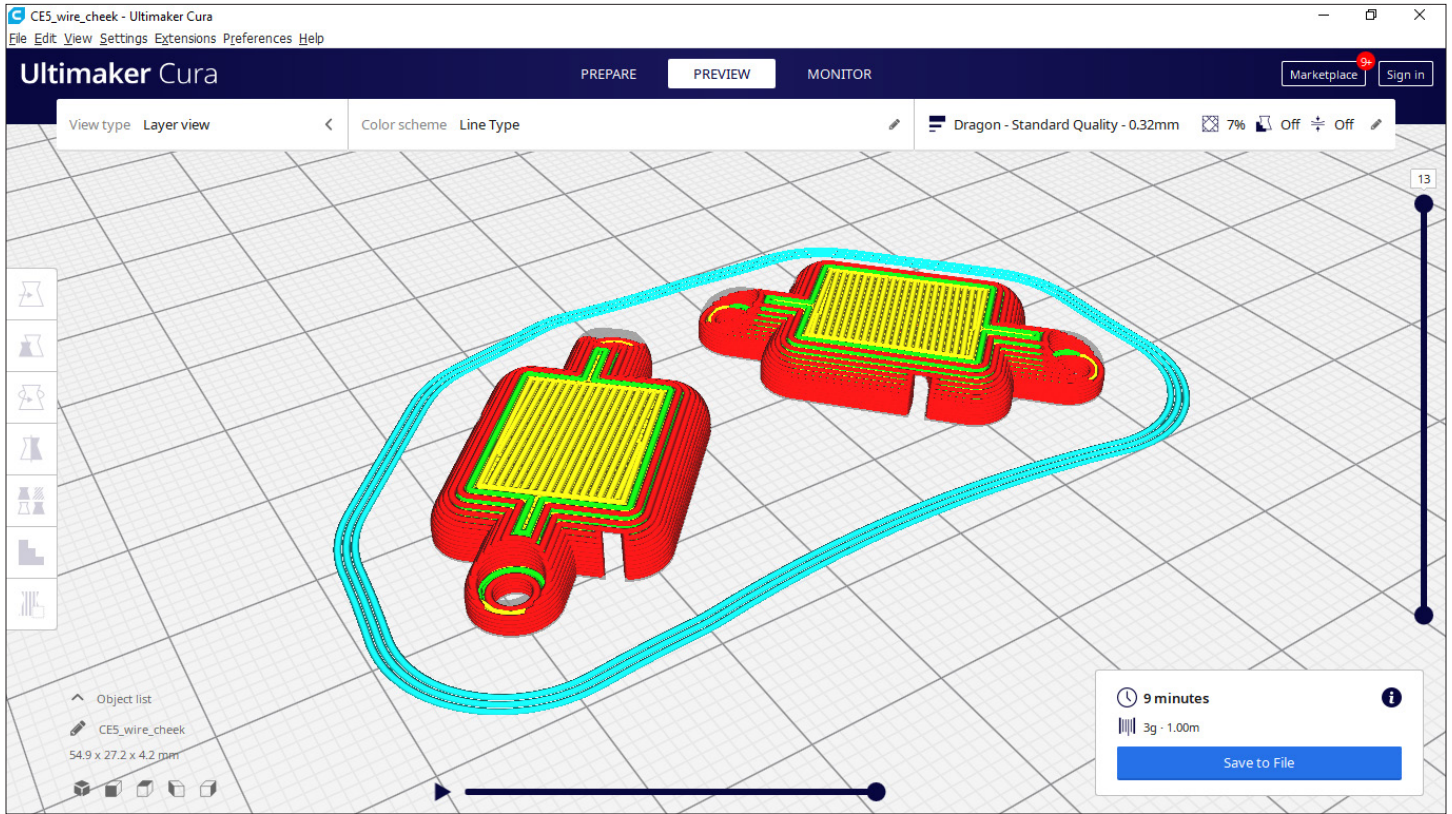 CE5_wire_cheek - Ultimaker Cura
File Edit View Settings Extensions Preferences Help
Ultimaker Cura
PREPARE
PREVIEW
MONITOR
Marketplace
9+
Sign in
View type Layer view
Color scheme Line Type
Dragon - Standard Quality - 0.32mm
7%
Off
Off
13
Object list
CE5_wire_cheek
54.9 x 27.2 x 4.2 mm
9 minutes
3g · 1.00m
Save to File